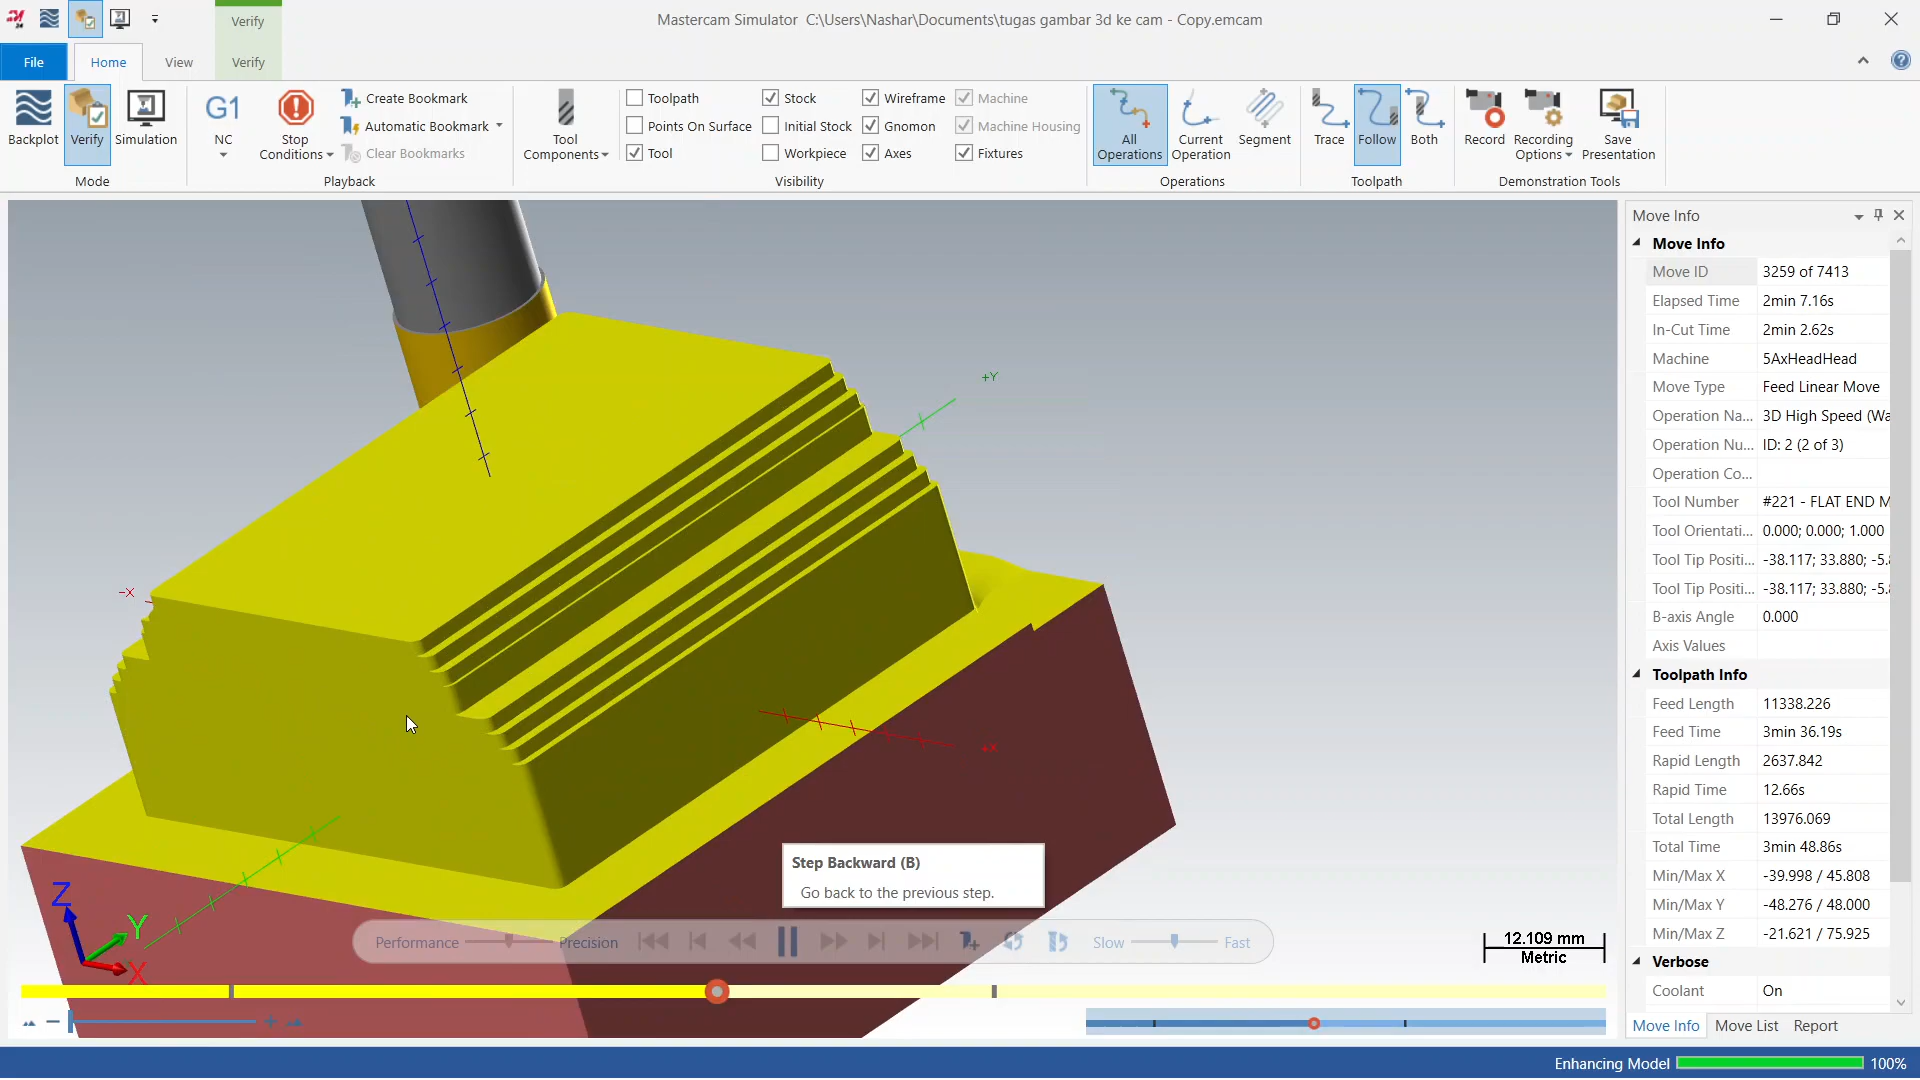 Verify
Mastercam Simulator C:\Users\Nashar\Documents\tugas gambar 3d ke cam - Copy.emcam
File
Home
View
Verify
Backplot
Verify
Simulation
Mode
G1
NC
Stop
Conditions
Create Bookmark
Automatic Bookmark
Clear Bookmarks
Playback
Tool
Components
Toolpath
Points On Surface
Tool
Stock
Initial Stock
Workpiece
Wireframe
Gnomon
Axes
Machine
Machine Housing
Fixtures
Visibility
All
Operations
Current
Operation
Segment
Operations
Trace
Follow
Both
Toolpath
Record
Recording
Options
Save
Presentation
Demonstration Tools
Move Info
Move Info
Move ID 3259 of 7413
Elapsed Time 2min 7.16s
In-Cut Time 2min 2.62s
Machine 5AxHeadHead
Move Type Feed Linear Move
Operation Na... 3D High Speed (Wa
Operation Nu... ID: 2 (2 of 3)
Operation Co...
Tool Number #221 - FLAT END M
Tool Orientati... 0.000; 0.000; 1.000
Tool Tip Positi... -38.117; 33.880; -5.8
Tool Tip Positi... -38.117; 33.880; -5.8
B-axis Angle 0.000
Axis Values
Toolpath Info
Feed Length 11338.226
Feed Time 3min 36.19s
Rapid Length 2637.842
Rapid Time 12.66s
Total Length 13976.069
Total Time 3min 48.86s
Min/Max X -39.998 / 45.808
Min/Max Y -48.276 / 48.000
Min/Max Z -21.621 / 75.925
Verbose
Coolant On
Move Info Move List Report
+Y
-X
+X
Z
Y
X
Step Backward (B)
Go back to the previous step.
Performance
Precision
Slow
Fast
12.109 mm
Metric
Enhancing Model 100%